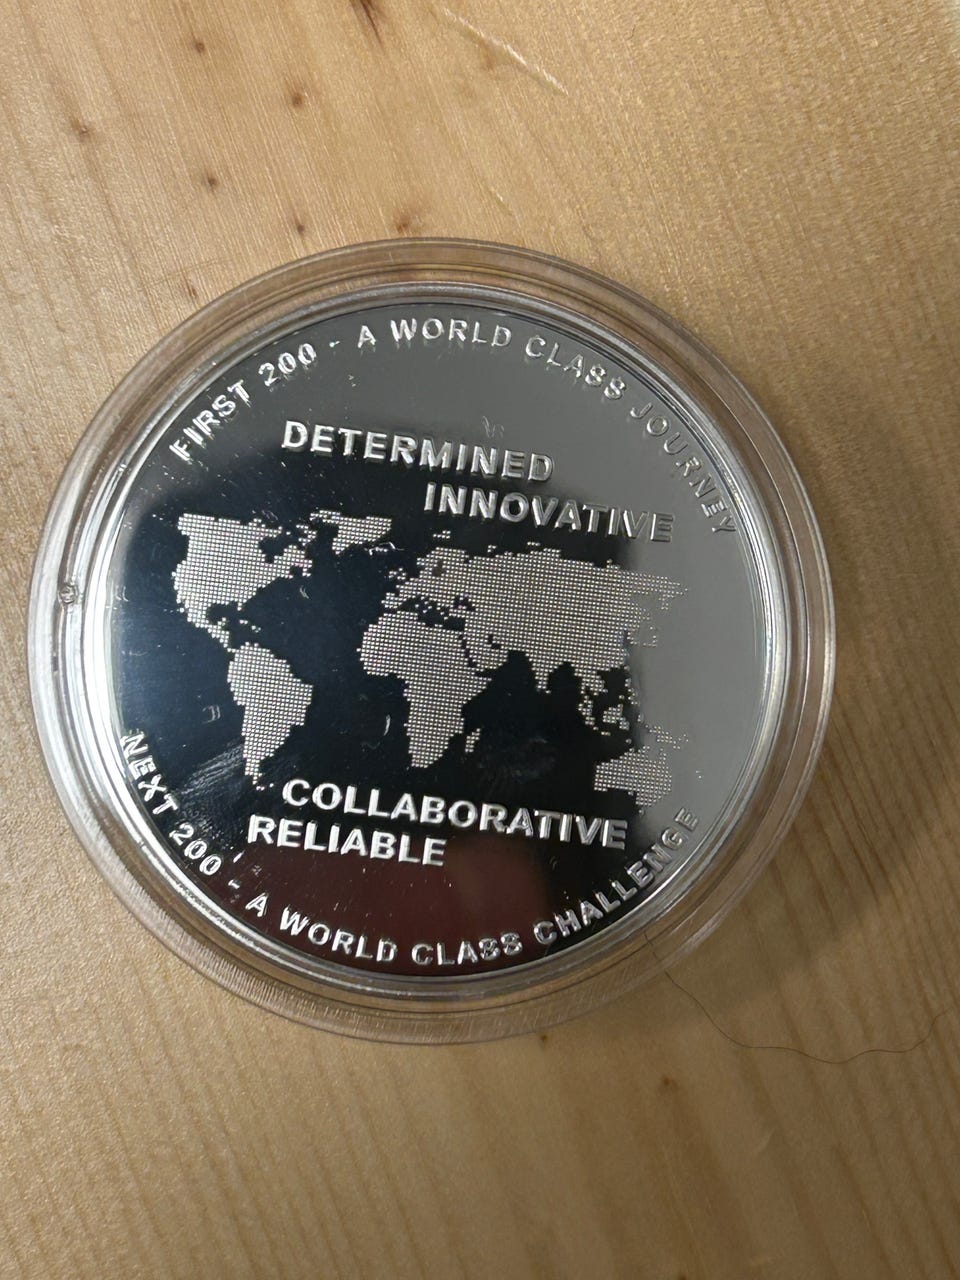 FIRST 200 - A WORLD CLASS JOURNEY
DETERMINED
INNOVATIVE
COLLABORATIVE
RELIABLE
NEXT 200 - A WORLD CLASS CHALLENGE